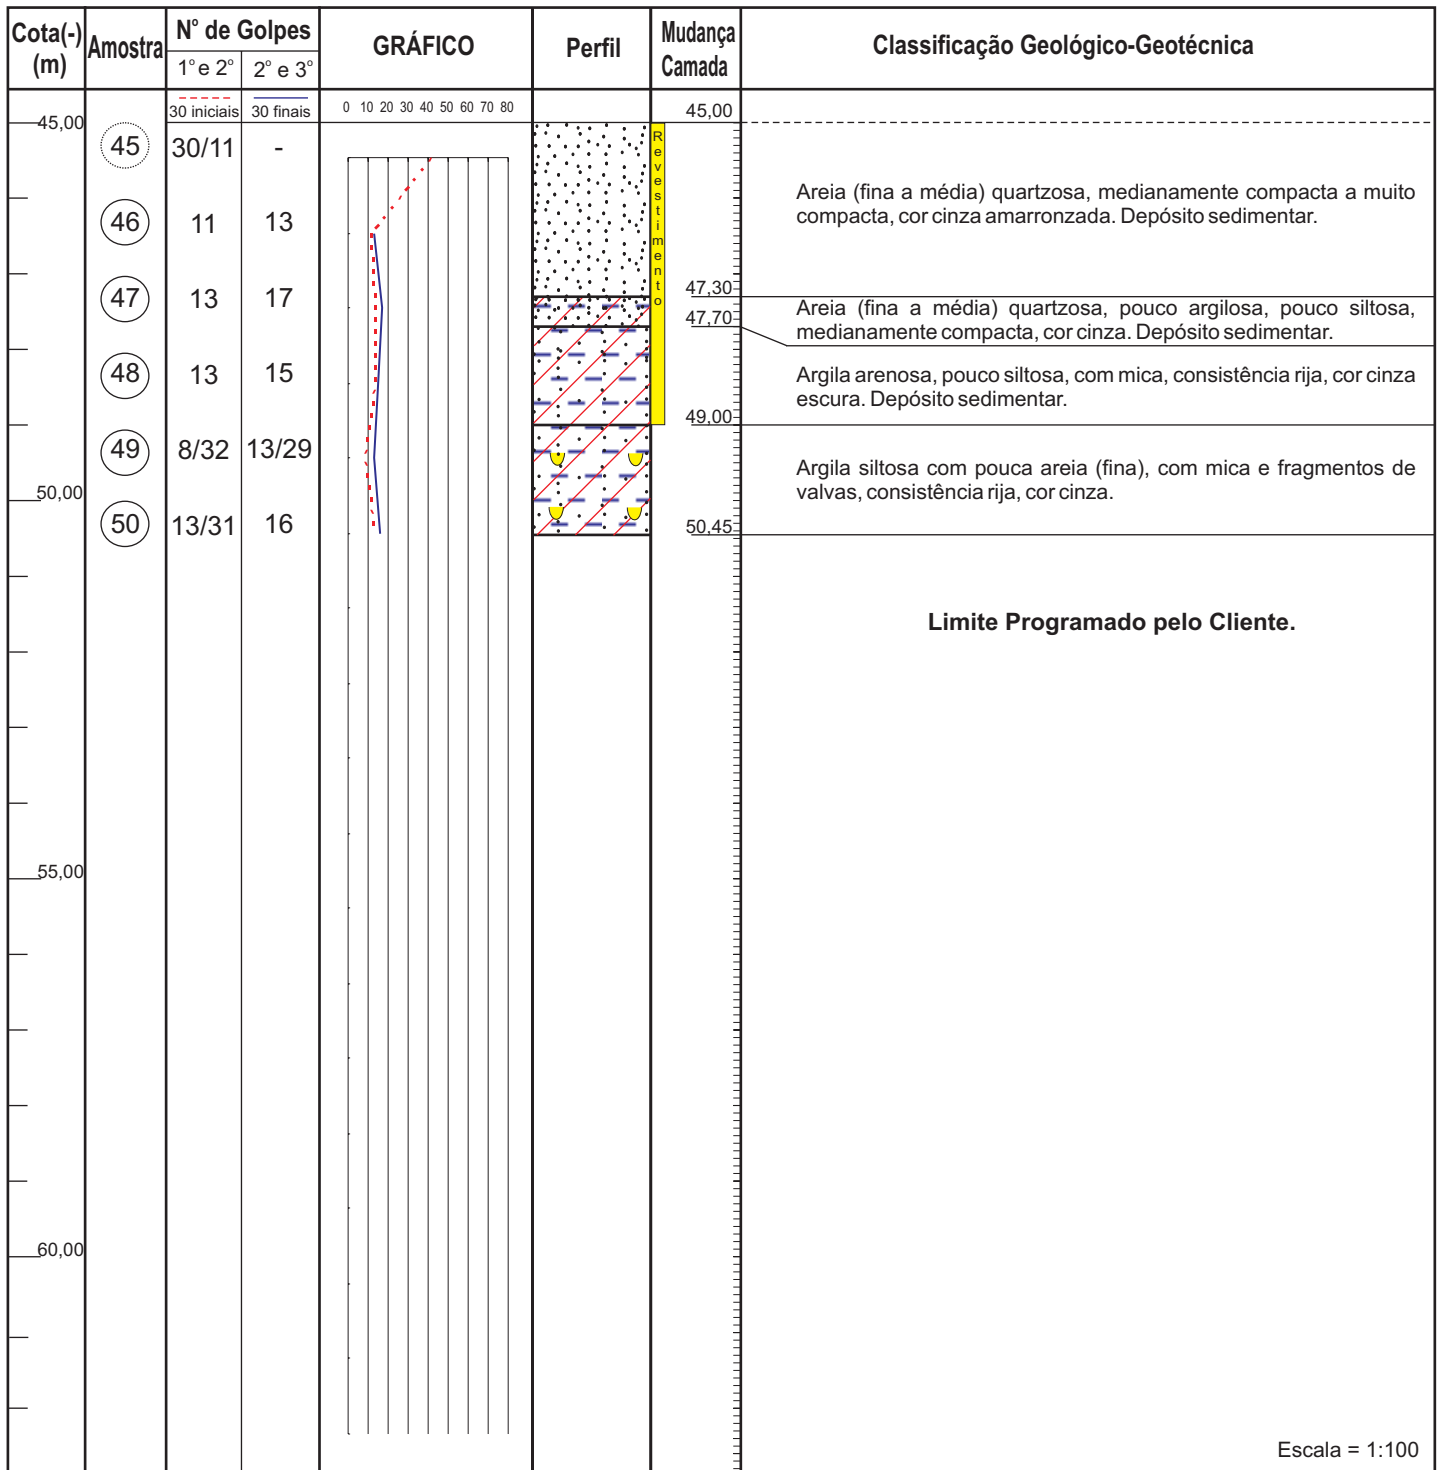 Cota(-)
(m)
Amostra
N° de Golpes
1° e 2°
2° e 3°
GRÁFICO
Perfil
Mudança
Camada
Classificação Geológico-Geotécnica
30 iniciais
30 finais
0 10 20 30 40 50 60 70 80
45,00
45,00
45
30/11
-
Revestimento
Areia (fina a média) quartzosa, medianamente compacta a muito
compacta, cor cinza amarronzada. Depósito sedimentar.
46
11
13
47,30
47
13
17
Areia (fina a média) quartzosa, pouco argilosa, pouco siltosa,
medianamente compacta, cor cinza. Depósito sedimentar.
47,70
48
13
15
Argila arenosa, pouco siltosa, com mica, consistência rija, cor cinza
escura. Depósito sedimentar.
49,00
49
8/32
13/29
Argila siltosa com pouca areia (fina), com mica e fragmentos de
valvas, consistência rija, cor cinza.
50,00
50
13/31
16
50,45
Limite Programado pelo Cliente.
55,00
60,00
Escala = 1:100